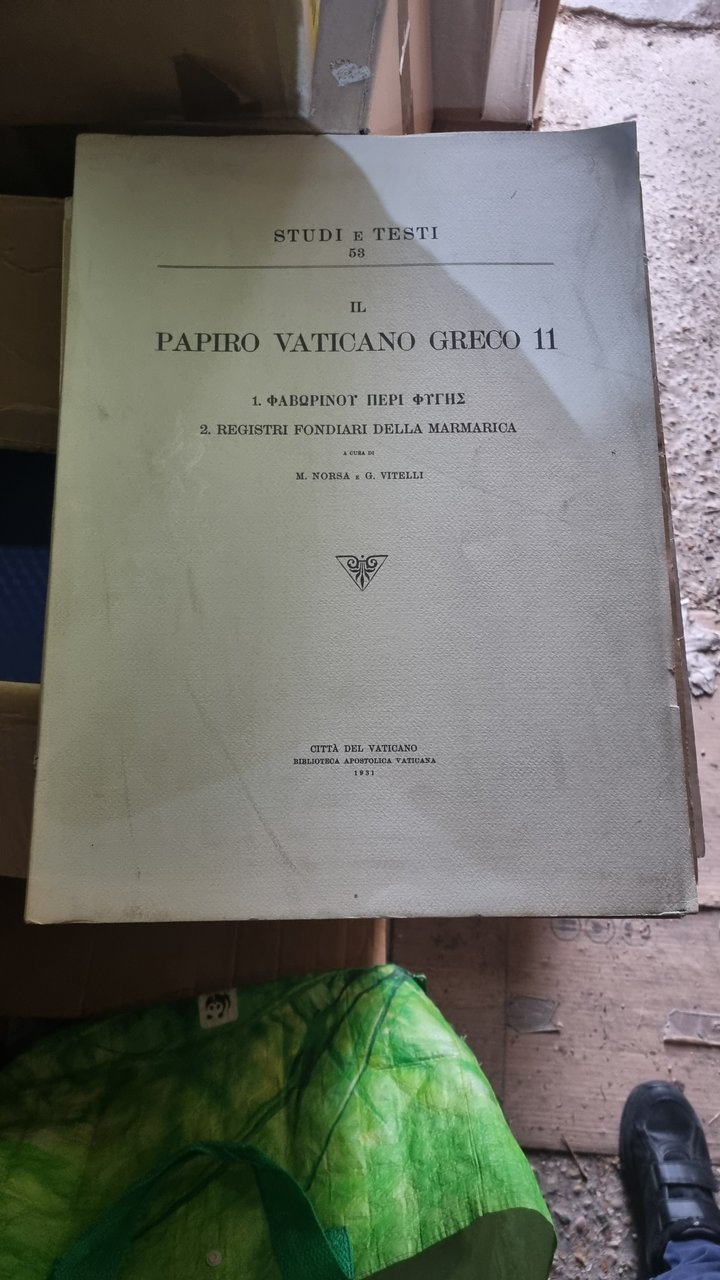 STUDI E TESTI
53
IL
PAPIRO VATICANO GRECO 11
1. ΦΑΒΩΡΙΝΟΥ ΠΕΡΙ ΦΥΓΗΣ
2. REGISTRI FONDIARI DELLA MARMARICA
A CURA DI
M. NORSA E G. VITELLI
CITTÀ DEL VATICANO
BIBLIOTECA APOSTOLICA VATICANA
1931